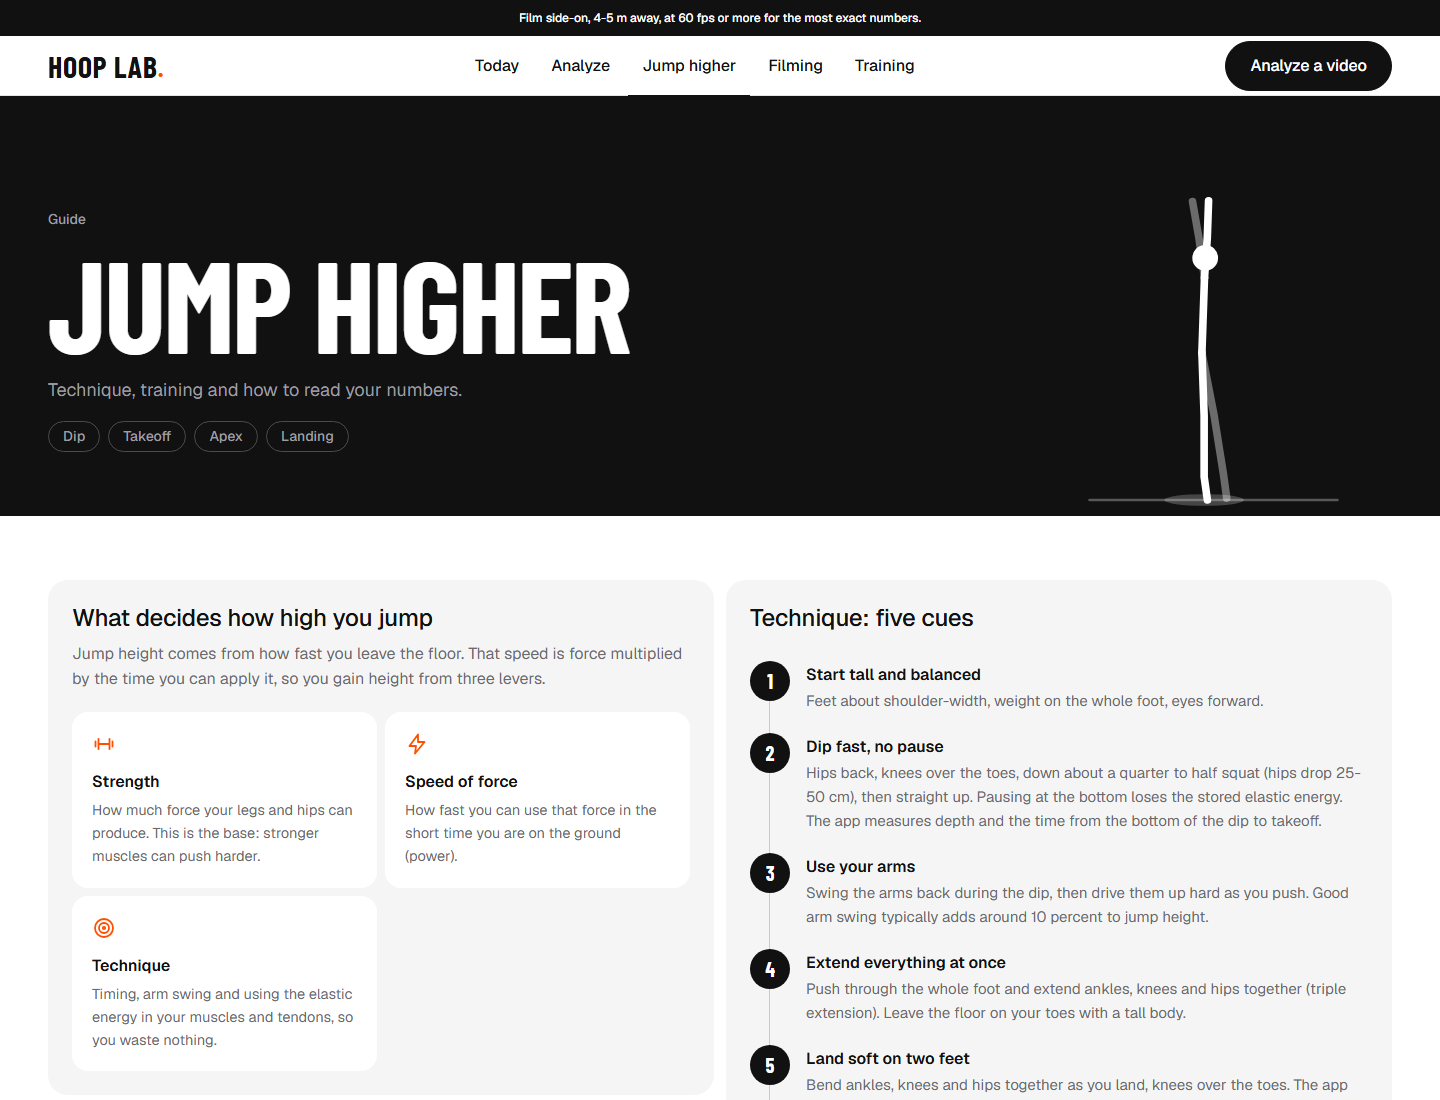 Film side-on, 4-5 m away, at 60 fps or more for the most exact numbers.
HOOP LAB.
Today
Analyze
Jump higher
Filming
Training
Analyze a video
Guide
JUMP HIGHER
Technique, training and how to read your numbers.
Dip
Takeoff
Apex
Landing
What decides how high you jump
Jump height comes from how fast you leave the floor. That speed is force multiplied
by the time you can apply it, so you gain height from three levers.
Strength
How much force your legs and hips can
produce. This is the base: stronger
muscles can push harder.
Speed of force
How fast you can use that force in the
short time you are on the ground
(power).
Technique
Timing, arm swing and using the elastic
energy in your muscles and tendons, so
you waste nothing.
Technique: five cues
1
Start tall and balanced
Feet about shoulder-width, weight on the whole foot, eyes forward.
2
Dip fast, no pause
Hips back, knees over the toes, down about a quarter to half squat (hips drop 25-
50 cm), then straight up. Pausing at the bottom loses the stored elastic energy.
The app measures depth and the time from the bottom of the dip to takeoff.
3
Use your arms
Swing the arms back during the dip, then drive them up hard as you push. Good
arm swing typically adds around 10 percent to jump height.
4
Extend everything at once
Push through the whole foot and extend ankles, knees and hips together (triple
extension). Leave the floor on your toes with a tall body.
5
Land soft on two feet
Bend ankles, knees and hips together as you land, knees over the toes. The app